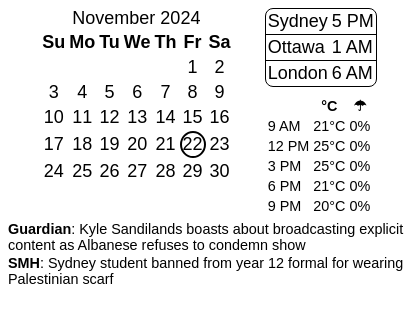 November 2024
Su Mo Tu We Th Fr Sa
1 2
3 4 5 6 7 8 9
10 11 12 13 14 15 16
17 18 19 20 21 22 23
24 25 26 27 28 29 30
Sydney 5 PM
Ottawa 1 AM
London 6 AM
°C ☂
9 AM 21°C 0%
12 PM 25°C 0%
3 PM 25°C 0%
6 PM 21°C 0%
9 PM 20°C 0%
Guardian: Kyle Sandilands boasts about broadcasting explicit
content as Albanese refuses to condemn show
SMH: Sydney student banned from year 12 formal for wearing
Palestinian scarf